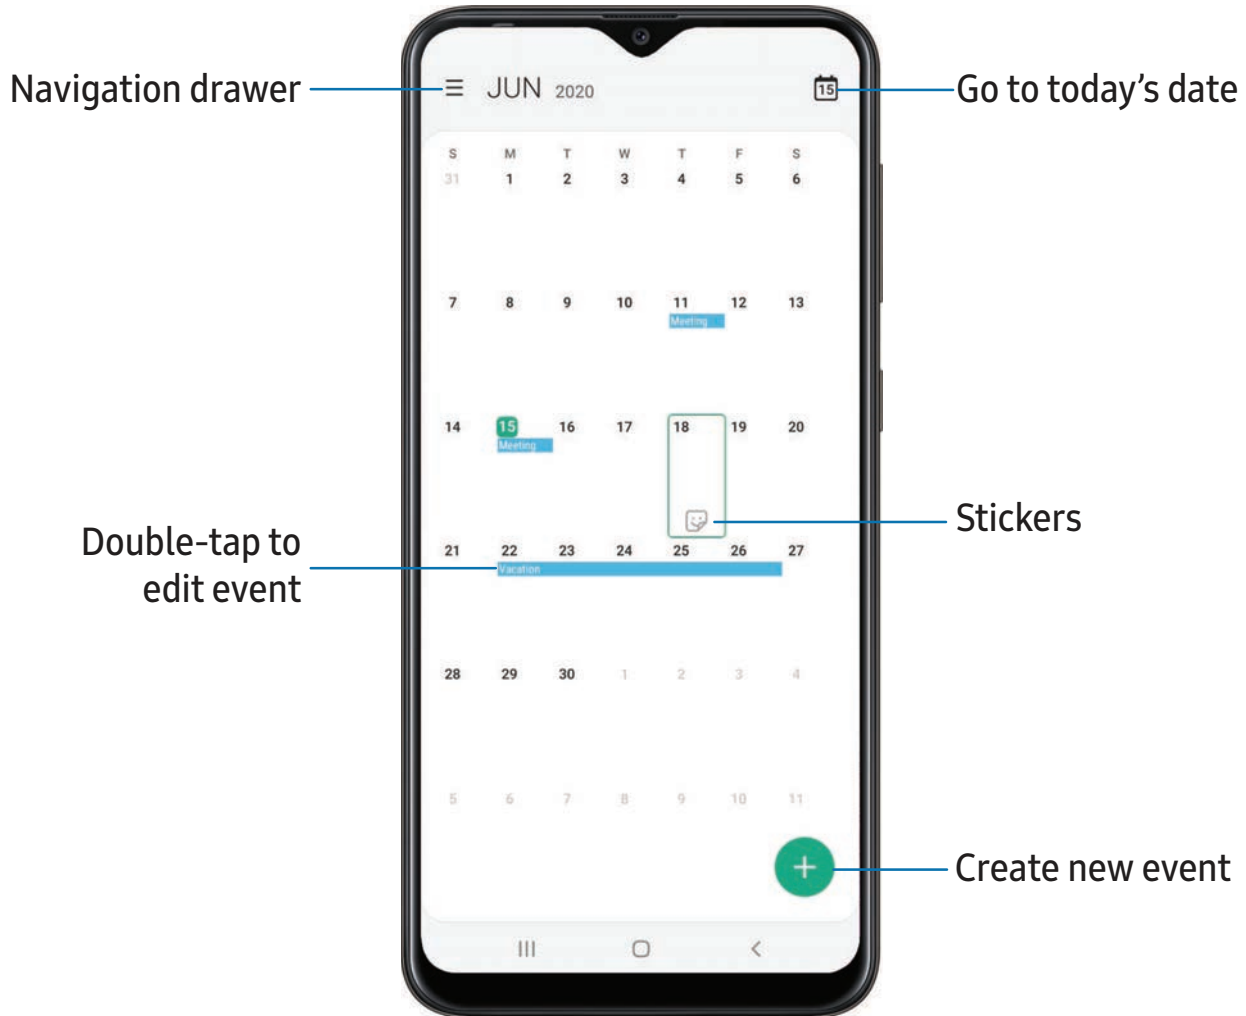 Navigation drawer
JUN 2020
15
Go to today's date
S M T W T F S
31 1 2 3 4 5 6
7 8 9 10 11 12 13
Meeting
14 15 16 17 18 19 20
Meeting
Stickers
Double-tap to
edit event
21 22 23 24 25 26 27
Vacation
28 29 30 1 2 3 4
5 6 7 8 9 10 11
Create new event